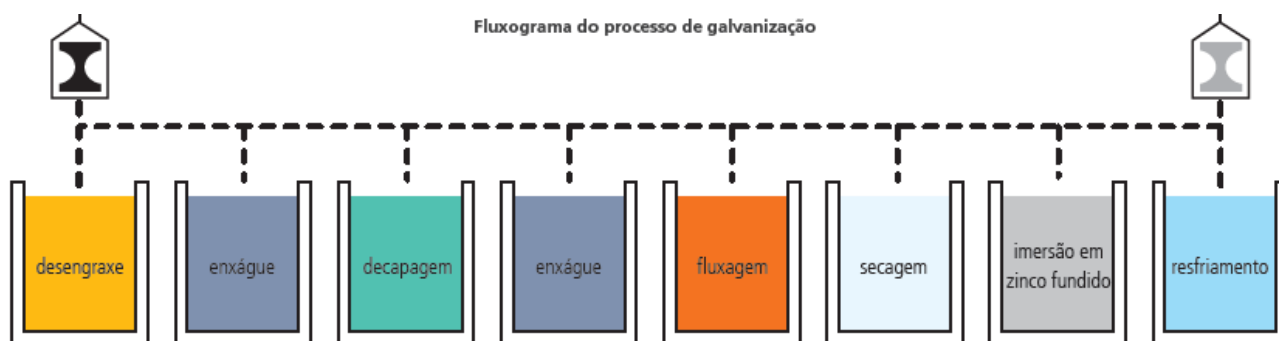 Fluxograma do processo de galvanização
desengraxe
enxágue
decapagem
enxágue
fluxagem
secagem
imersão em
zinco fundido
resfriamento